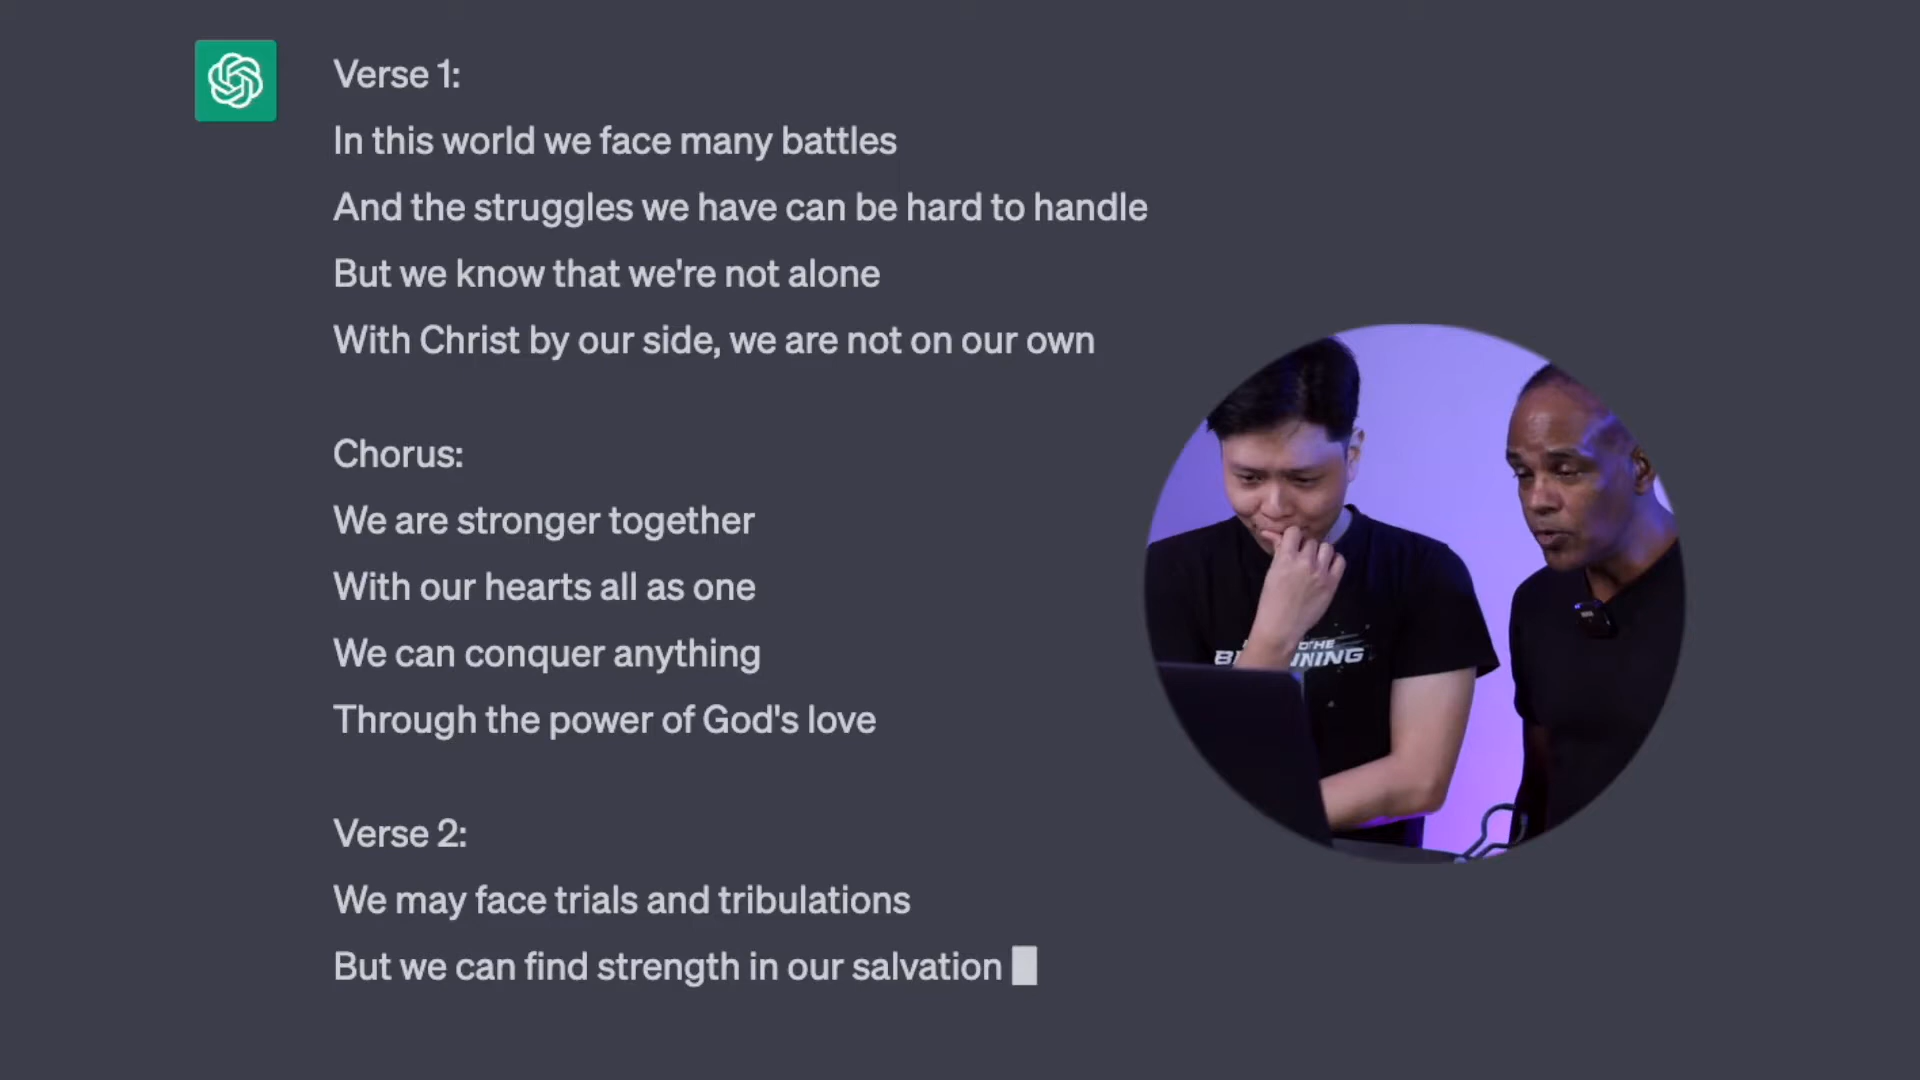 Verse 1:
In this world we face many battles
And the struggles we have can be hard to handle
But we know that we're not alone
With Christ by our side, we are not on our own
Chorus:
We are stronger together
With our hearts all as one
We can conquer anything
Through the power of God's love
Verse 2:
We may face trials and tribulations
But we can find strength in our salvation